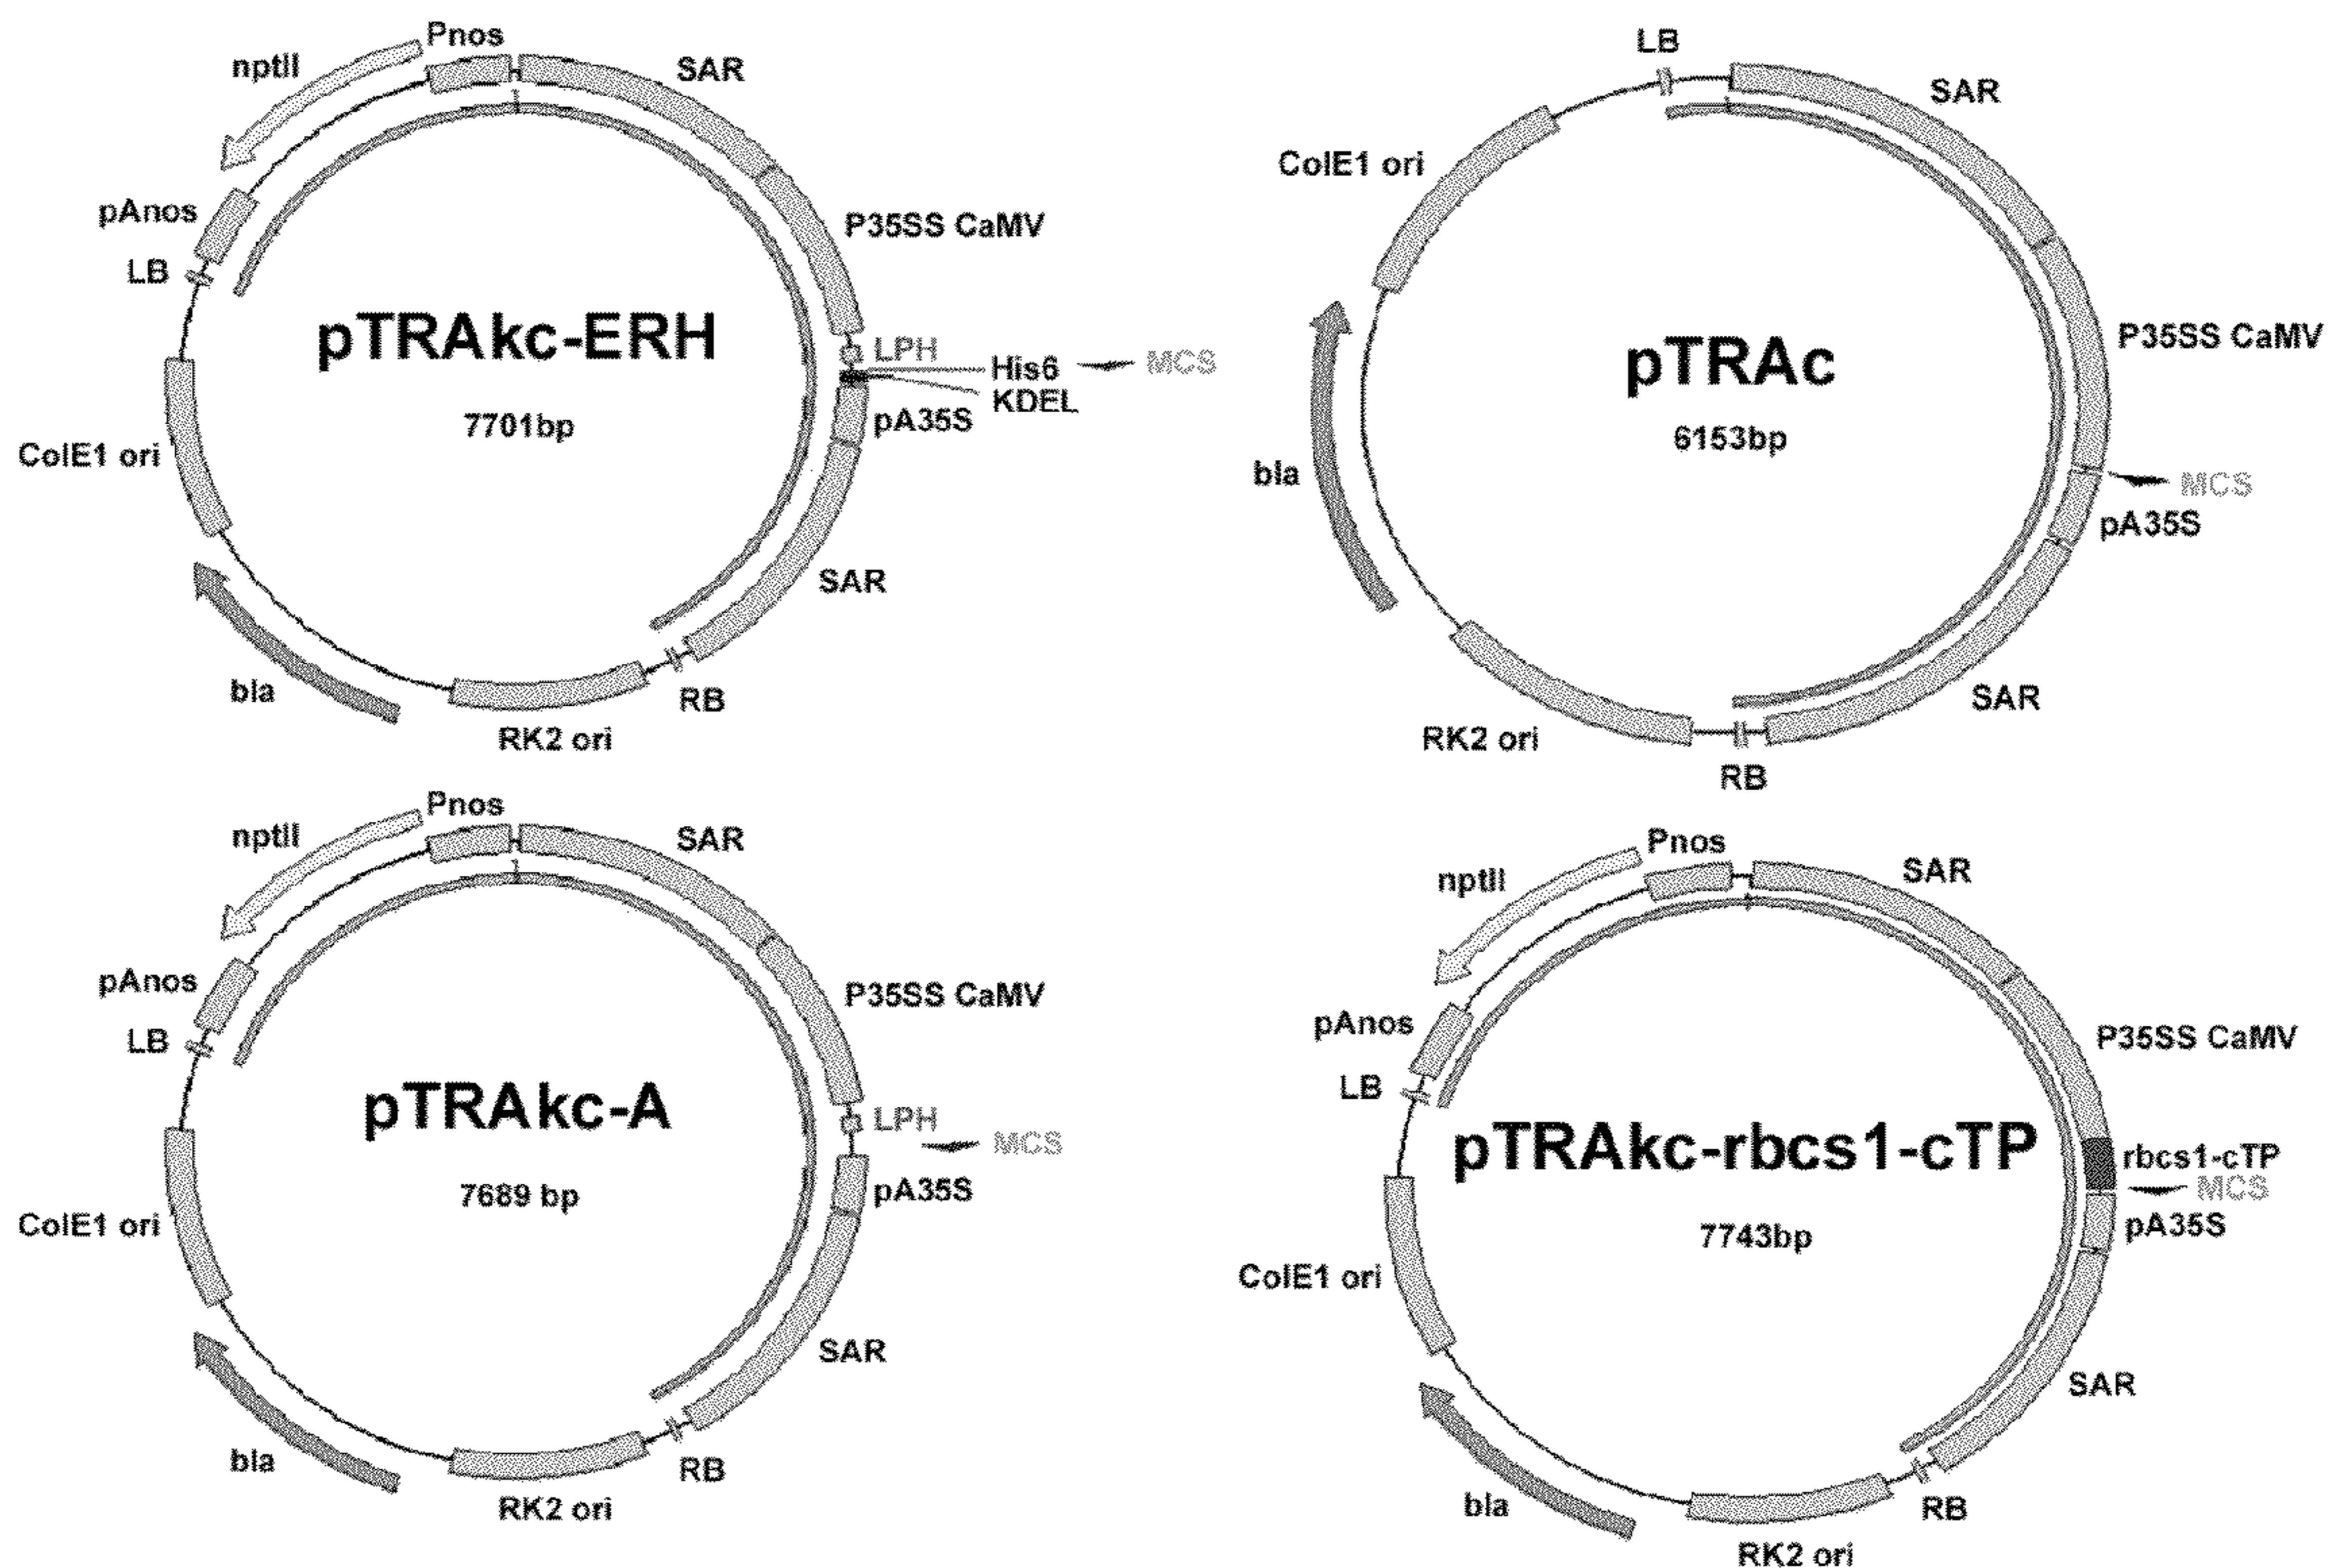 Pnos
nptII
SAR
pAnos
P35SS CaMV
LB
pTRAkc-ERH
7701bp
LPH
His6
MCS
KDEL
pA35S
ColE1 ori
SAR
bla
RB
RK2 ori
LB
SAR
ColE1 ori
P35SS CaMV
pTRAc
6153bp
bla
MCS
pA35S
SAR
RK2 ori
RB
Pnos
nptII
SAR
pAnos
P35SS CaMV
LB
pTRAkc-A
7689 bp
LPH
MCS
pA35S
ColE1 ori
SAR
bla
RB
RK2 ori
Pnos
SAR
nptII
pAnos
P35SS CaMV
LB
pTRAkc-rbcs1-cTP
7743bp
rbcs1-cTP
MCS
pA35S
ColE1 ori
SAR
bla
RB
RK2 ori